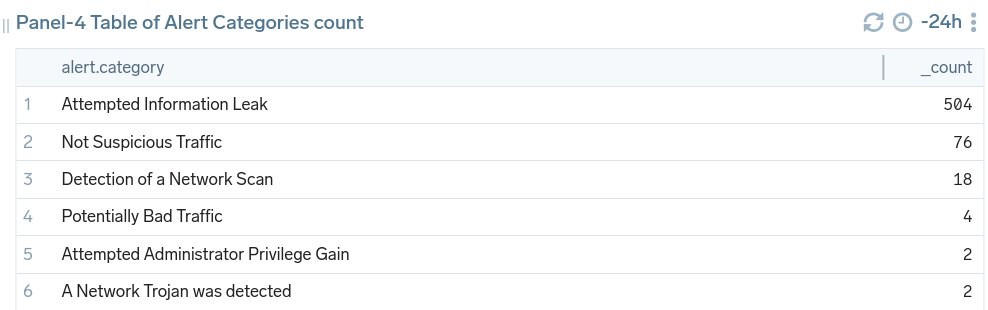 Panel-4 Table of Alert Categories count -24h
alert.category _count
1 Attempted Information Leak 504
2 Not Suspicious Traffic 76
3 Detection of a Network Scan 18
4 Potentially Bad Traffic 4
5 Attempted Administrator Privilege Gain 2
6 A Network Trojan was detected 2